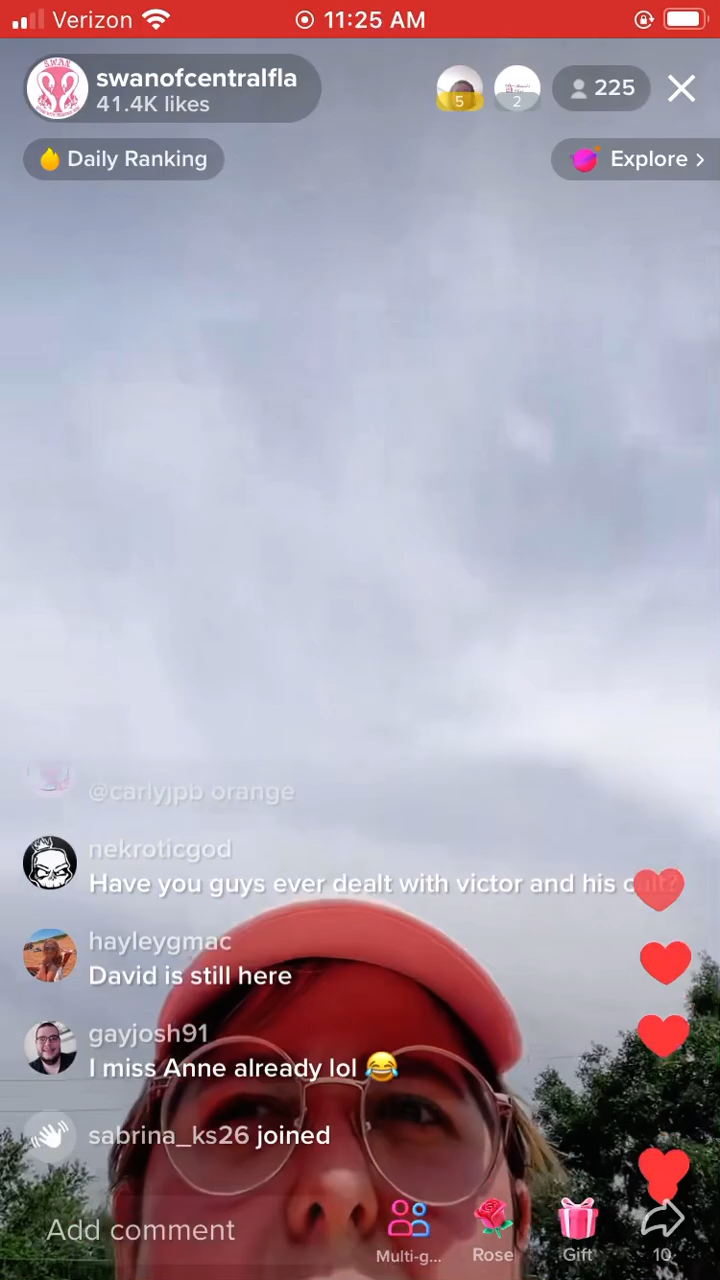 Verizon 11:25 AM
swanofcentralfla
41.4K likes
5
2
225
Daily Ranking
Explore >
@carlyjpb orange
nekroticgod
Have you guys ever dealt with victor and his cult?
hayleygmac
David is still here
gayjosh91
I miss Anne already lol 😂
sabrina_ks26 joined
Add comment
Multi-g...
Rose
Gift
10